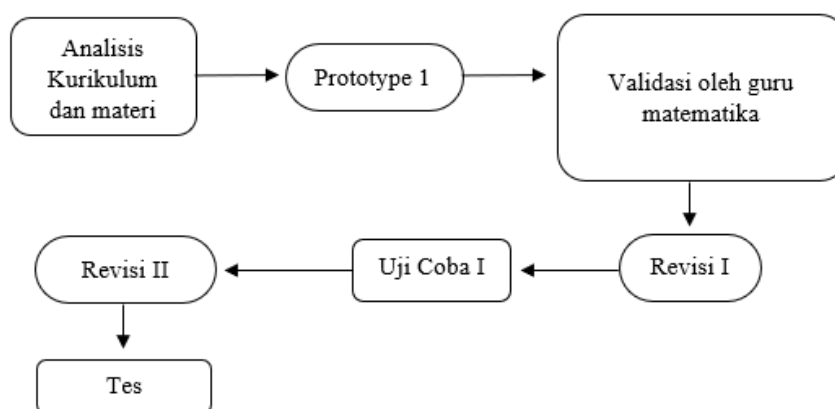 Analisis
Kurikulum
dan materi
Prototype 1
Validasi oleh guru
matematika
Revisi I
Uji Coba I
Revisi II
Tes